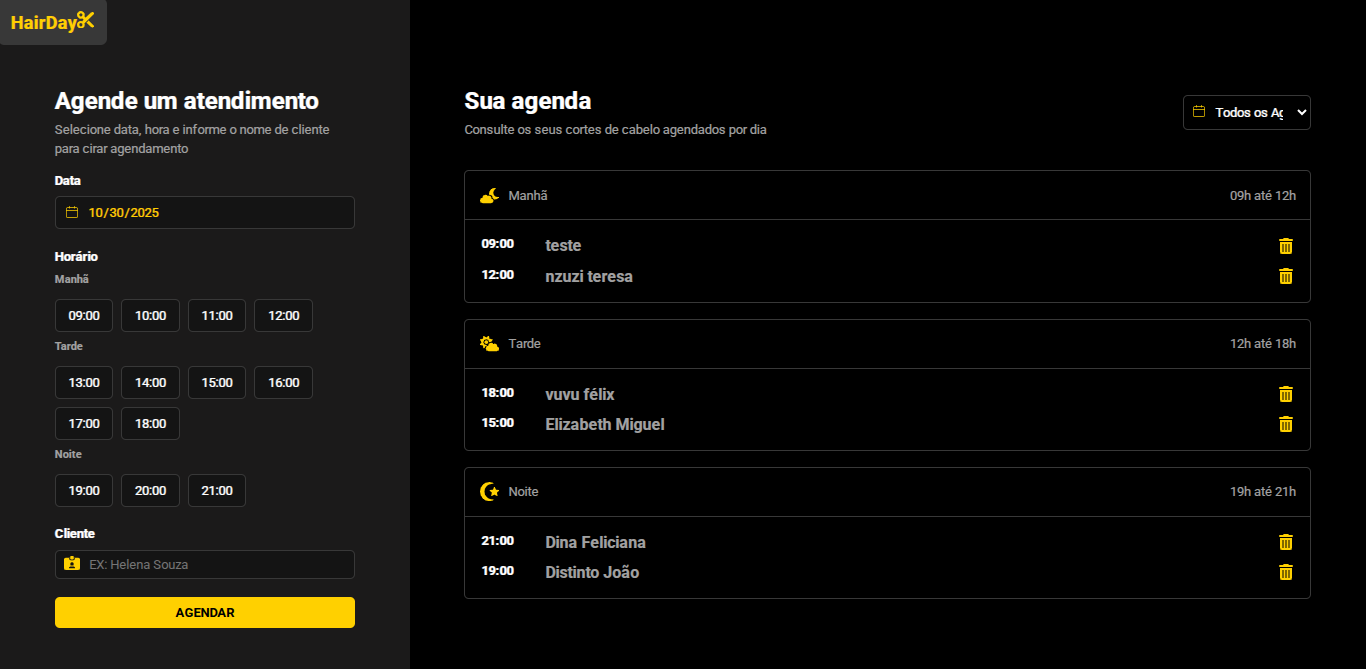 HairDay
Agende um atendimento
Selecione data, hora e informe o nome de cliente
para cirar agendamento
Data
10/30/2025
Horário
Manhã
09:00 10:00 11:00 12:00
Tarde
13:00 14:00 15:00 16:00
17:00 18:00
Noite
19:00 20:00 21:00
Cliente
EX: Helena Souza
AGENDAR
Sua agenda
Consulte os seus cortes de cabelo agendados por dia
Todos os Ag
Manhã 09h até 12h
09:00 teste
12:00 nzuzi teresa
Tarde 12h até 18h
18:00 vuvu félix
15:00 Elizabeth Miguel
Noite 19h até 21h
21:00 Dina Feliciana
19:00 Distinto João